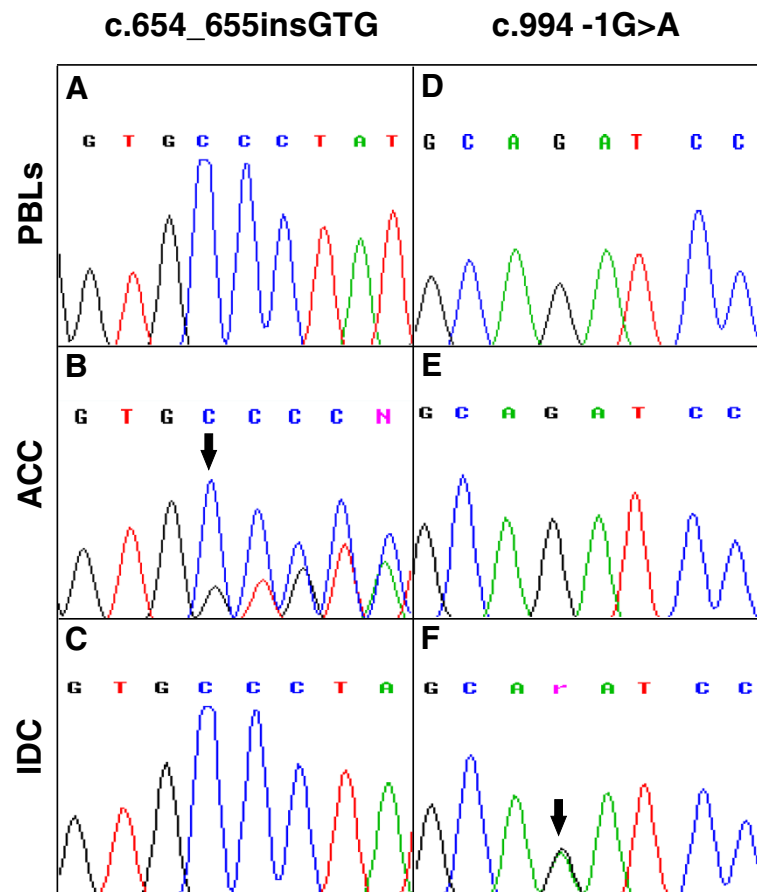 c.654_655insGTG c.994 -1G>A
PBLs
A
G T G C C C T A T
D
G C A G A T C C
ACC
B
G T G C C C C N
E
G C A G A T C C
IDC
C
G T G C C C T A
F
G C A r A T C C